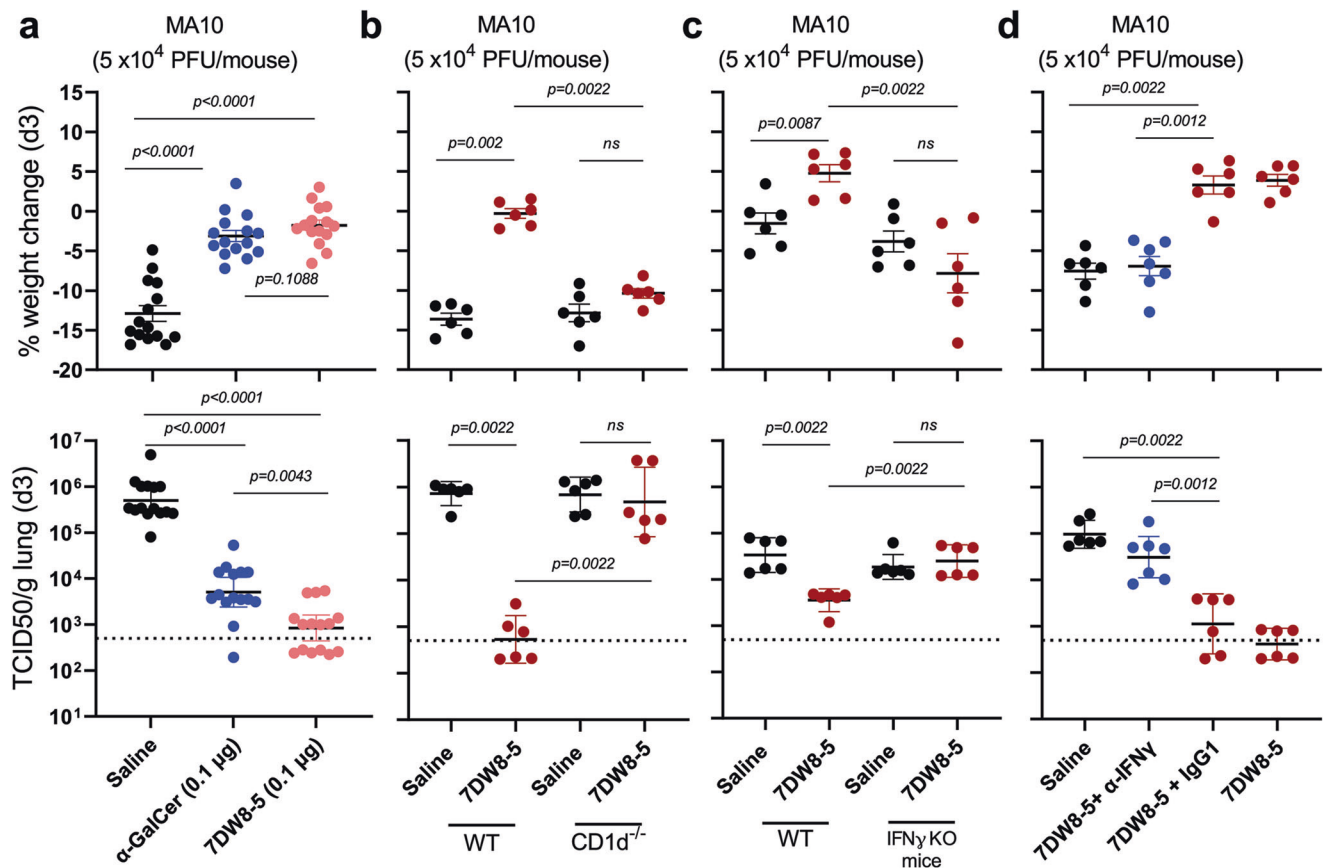 a
MA10
(5 x10⁴ PFU/mouse)
b
MA10
(5 x10⁴ PFU/mouse)
c
MA10
(5 x10⁴ PFU/mouse)
d
MA10
(5 x10⁴ PFU/mouse)
% weight change (d3)
15
10
5
0
-5
-10
-15
-20
p<0.0001
p<0.0001
p=0.1088
p=0.0022
p=0.002
ns
p=0.0022
p=0.0087
ns
p=0.0022
p=0.0012
TCID50/g lung (d3)
10⁷
10⁶
10⁵
10⁴
10³
10²
10¹
p<0.0001
p<0.0001
p=0.0043
p=0.0022
ns
p=0.0022
p=0.0022
ns
p=0.0022
p=0.0022
p=0.0012
Saline
α-GalCer (0.1 µg)
7DW8-5 (0.1 µg)
Saline
7DW8-5
Saline
7DW8-5
WT
CD1d⁻/⁻
Saline
7DW8-5
Saline
7DW8-5
WT
IFNγ KO
mice
Saline
7DW8-5+ α-IFNγ
7DW8-5 + IgG1
7DW8-5